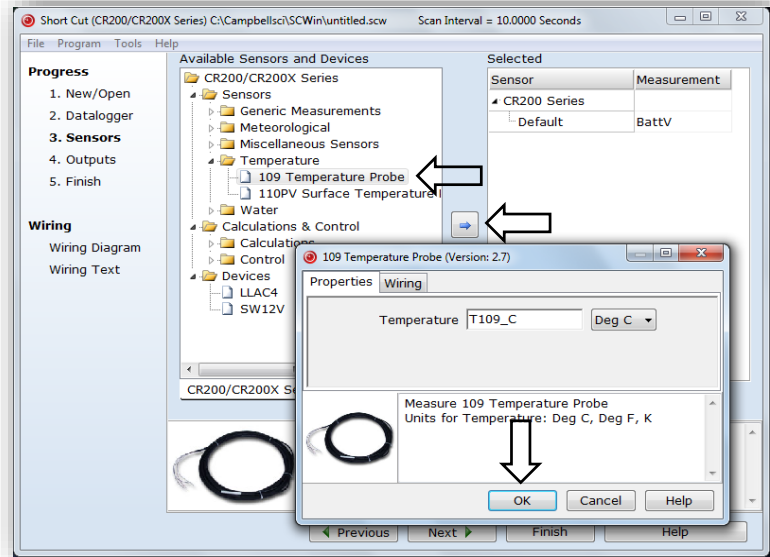 Short Cut (CR200/CR200X Series) C:\Campbellsci\SCWin\untitled.scw Scan Interval = 10.0000 Seconds
File Program Tools Help
Progress
1. New/Open
2. Datalogger
3. Sensors
4. Outputs
5. Finish
Wiring
Wiring Diagram
Wiring Text
Available Sensors and Devices
CR200/CR200X Series
Sensors
Generic Measurements
Meteorological
Miscellaneous Sensors
Temperature
109 Temperature Probe
110PV Surface Temperature
Water
Calculations & Control
Calculations
Control
Devices
LLAC4
SW12V
CR200/CR200X Se
Selected
Sensor Measurement
CR200 Series
Default BattV
109 Temperature Probe (Version: 2.7)
Properties Wiring
Temperature T109_C Deg C
Measure 109 Temperature Probe
Units for Temperature: Deg C, Deg F, K
OK Cancel Help
Previous Next Finish Help